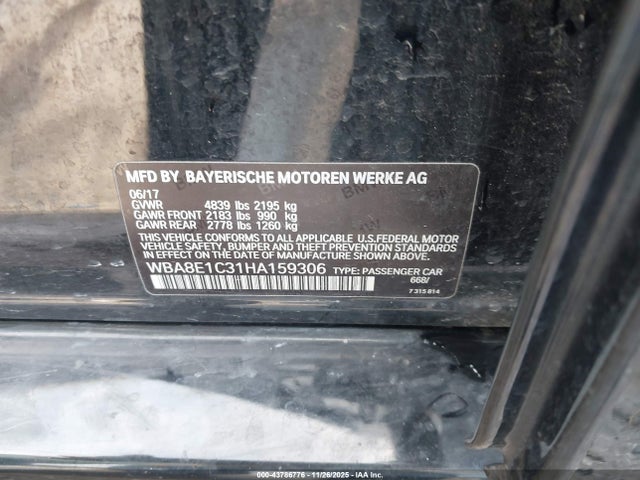 MFD BY BAYERISCHE MOTOREN WERKE AG
06/17
GVWR 4839 lbs 2195 kg
GAWR FRONT 2183 lbs 990 kg
GAWR REAR 2778 lbs 1260 kg
THIS VEHICLE CONFORMS TO ALL APPLICABLE U.S.FEDERAL MOTOR
VEHICLE SAFETY, BUMPER AND THEFT PREVENTION STANDARDS
IN EFFECT ON THE DATE OF MANUFACTURE SHOWN ABOVE.
WBA8E1C31HA159306 TYPE: PASSENGER CAR
668/
7 315 814
000-43786776 - 11/26/2025 - IAA Inc.